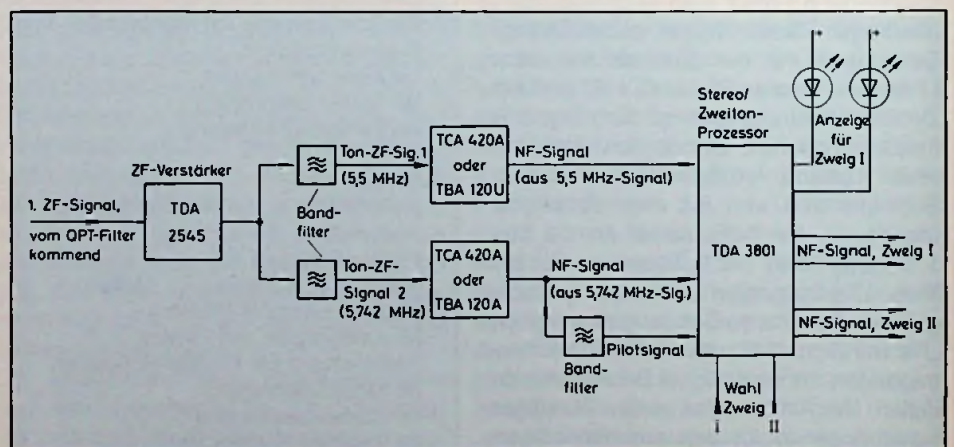 Stereo/
Zweiton-
Prozessor
Anzeige
für
Zweig I
ZF-Verstärker
1. ZF-Signal,
vom OPT-Filter
kommend
TDA
2545
Ton-ZF-Sig.1
(5,5 MHz)
Band-
filter
Ton-ZF-
Signal 2
(5,742 MHz)
TCA 420A
oder
TBA 120U
NF-Signal
(aus 5,5 MHz-Signal)
TCA 420A
oder
TBA 120A
NF-Signal
(aus 5,742 MHz-Sig.)
Pilotsignal
Band-
filter
TDA 3801
NF-Signal, Zweig I
NF-Signal, Zweig II
Wahl
Zweig
I
II